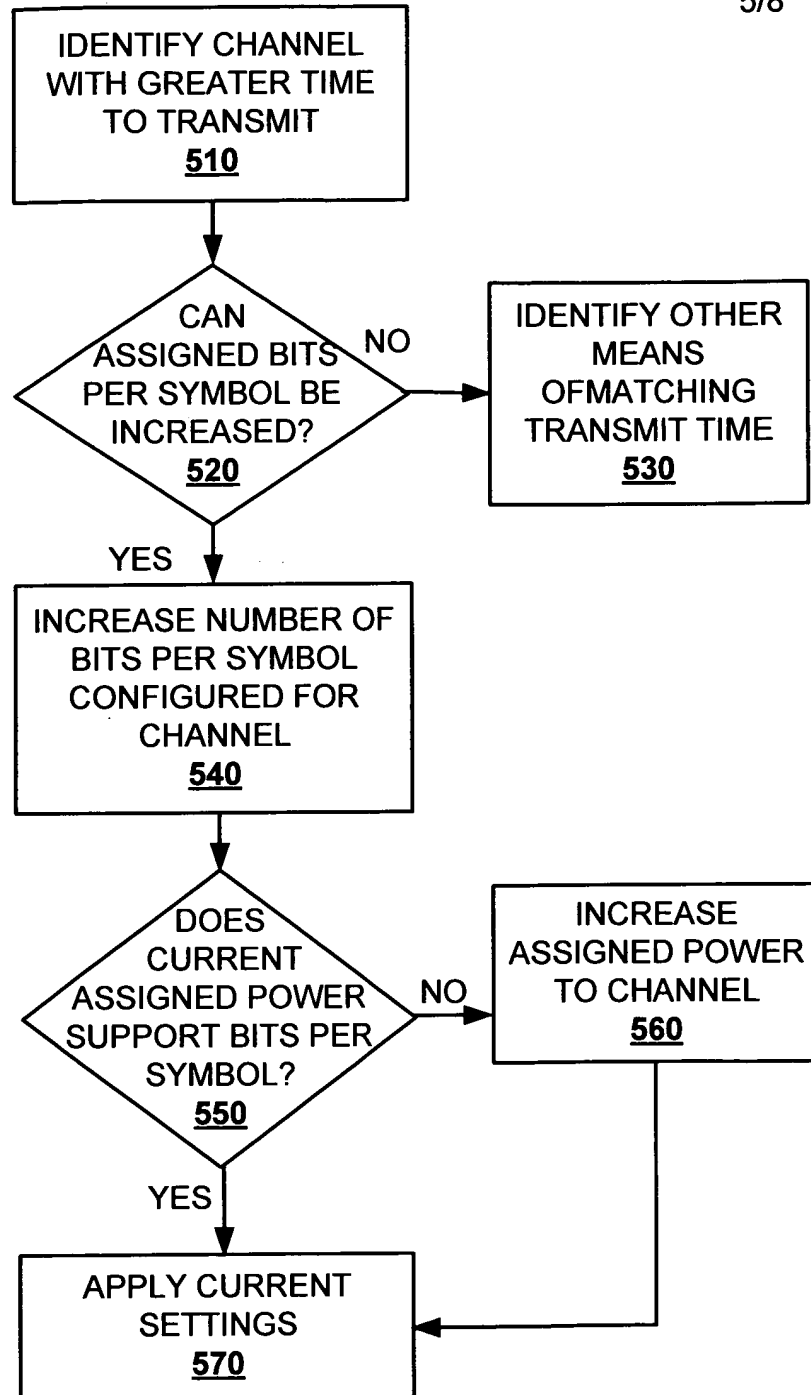 5/8
IDENTIFY CHANNEL
WITH GREATER TIME
TO TRANSMIT
510
CAN
ASSIGNED BITS
PER SYMBOL BE
INCREASED?
520
NO
IDENTIFY OTHER
MEANS
OFMATCHING
TRANSMIT TIME
530
YES
INCREASE NUMBER OF
BITS PER SYMBOL
CONFIGURED FOR
CHANNEL
540
DOES
CURRENT
ASSIGNED POWER
SUPPORT BITS PER
SYMBOL?
550
NO
INCREASE
ASSIGNED POWER
TO CHANNEL
560
YES
APPLY CURRENT
SETTINGS
570